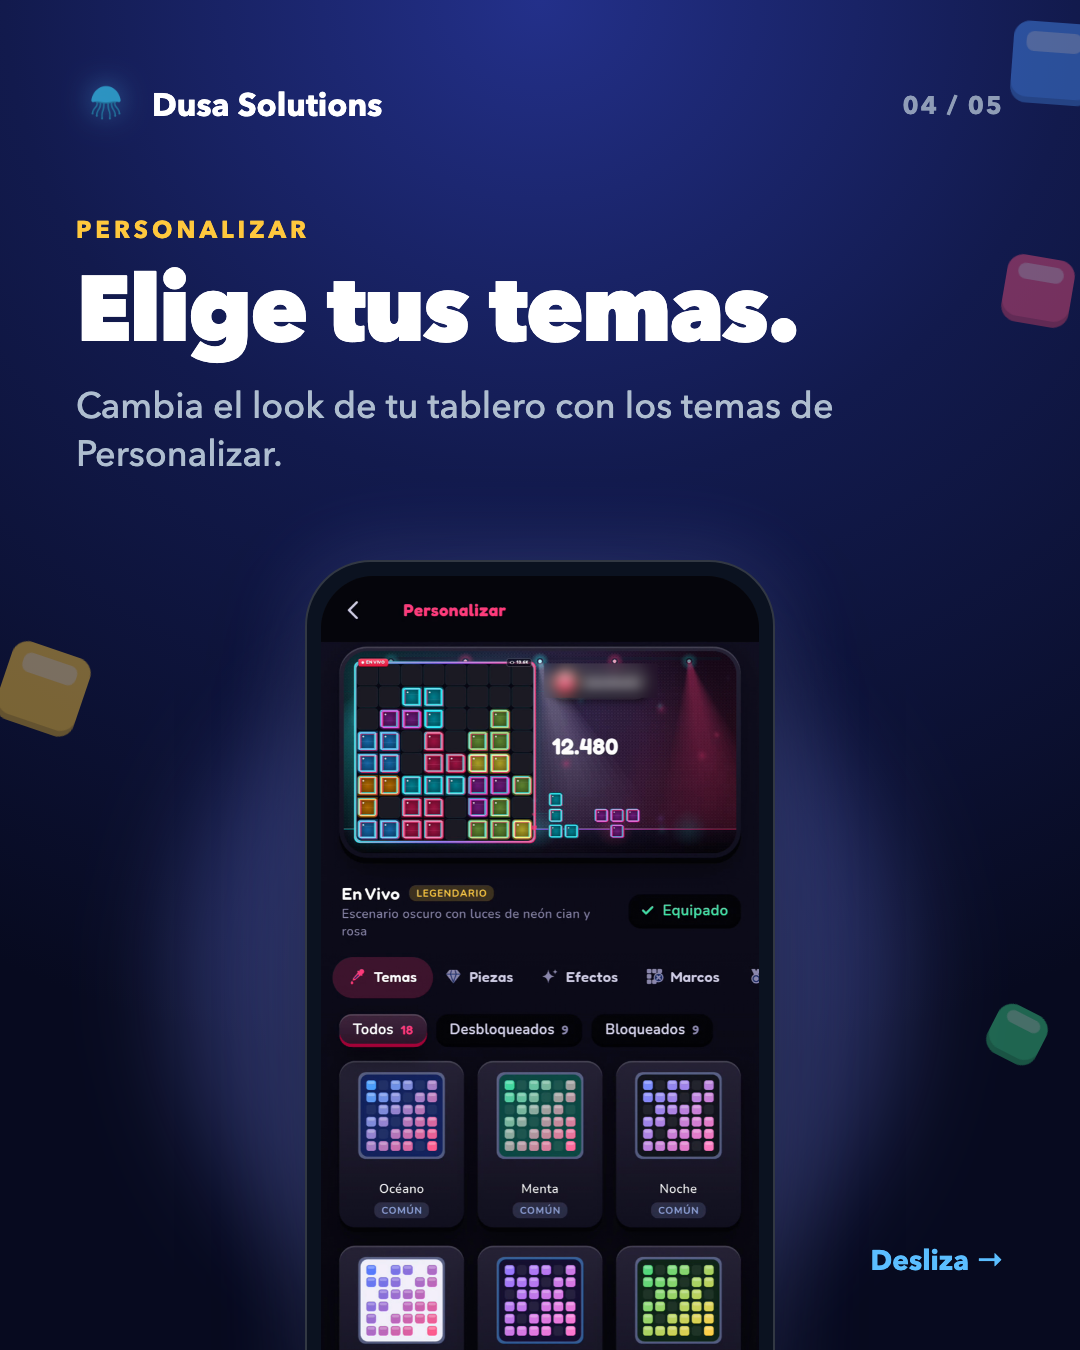 Dusa Solutions
04 / 05
PERSONALIZAR
Elige tus temas.
Cambia el look de tu tablero con los temas de
Personalizar.
Personalizar
EN VIVO
12.480
En Vivo LEGENDARIO
Escenario oscuro con luces de neón cian y
rosa
Equipado
Temas Piezas Efectos Marcos
Todos 18 Desbloqueados 9 Bloqueados 9
Océano Menta Noche
COMÚN COMÚN COMÚN
Desliza →